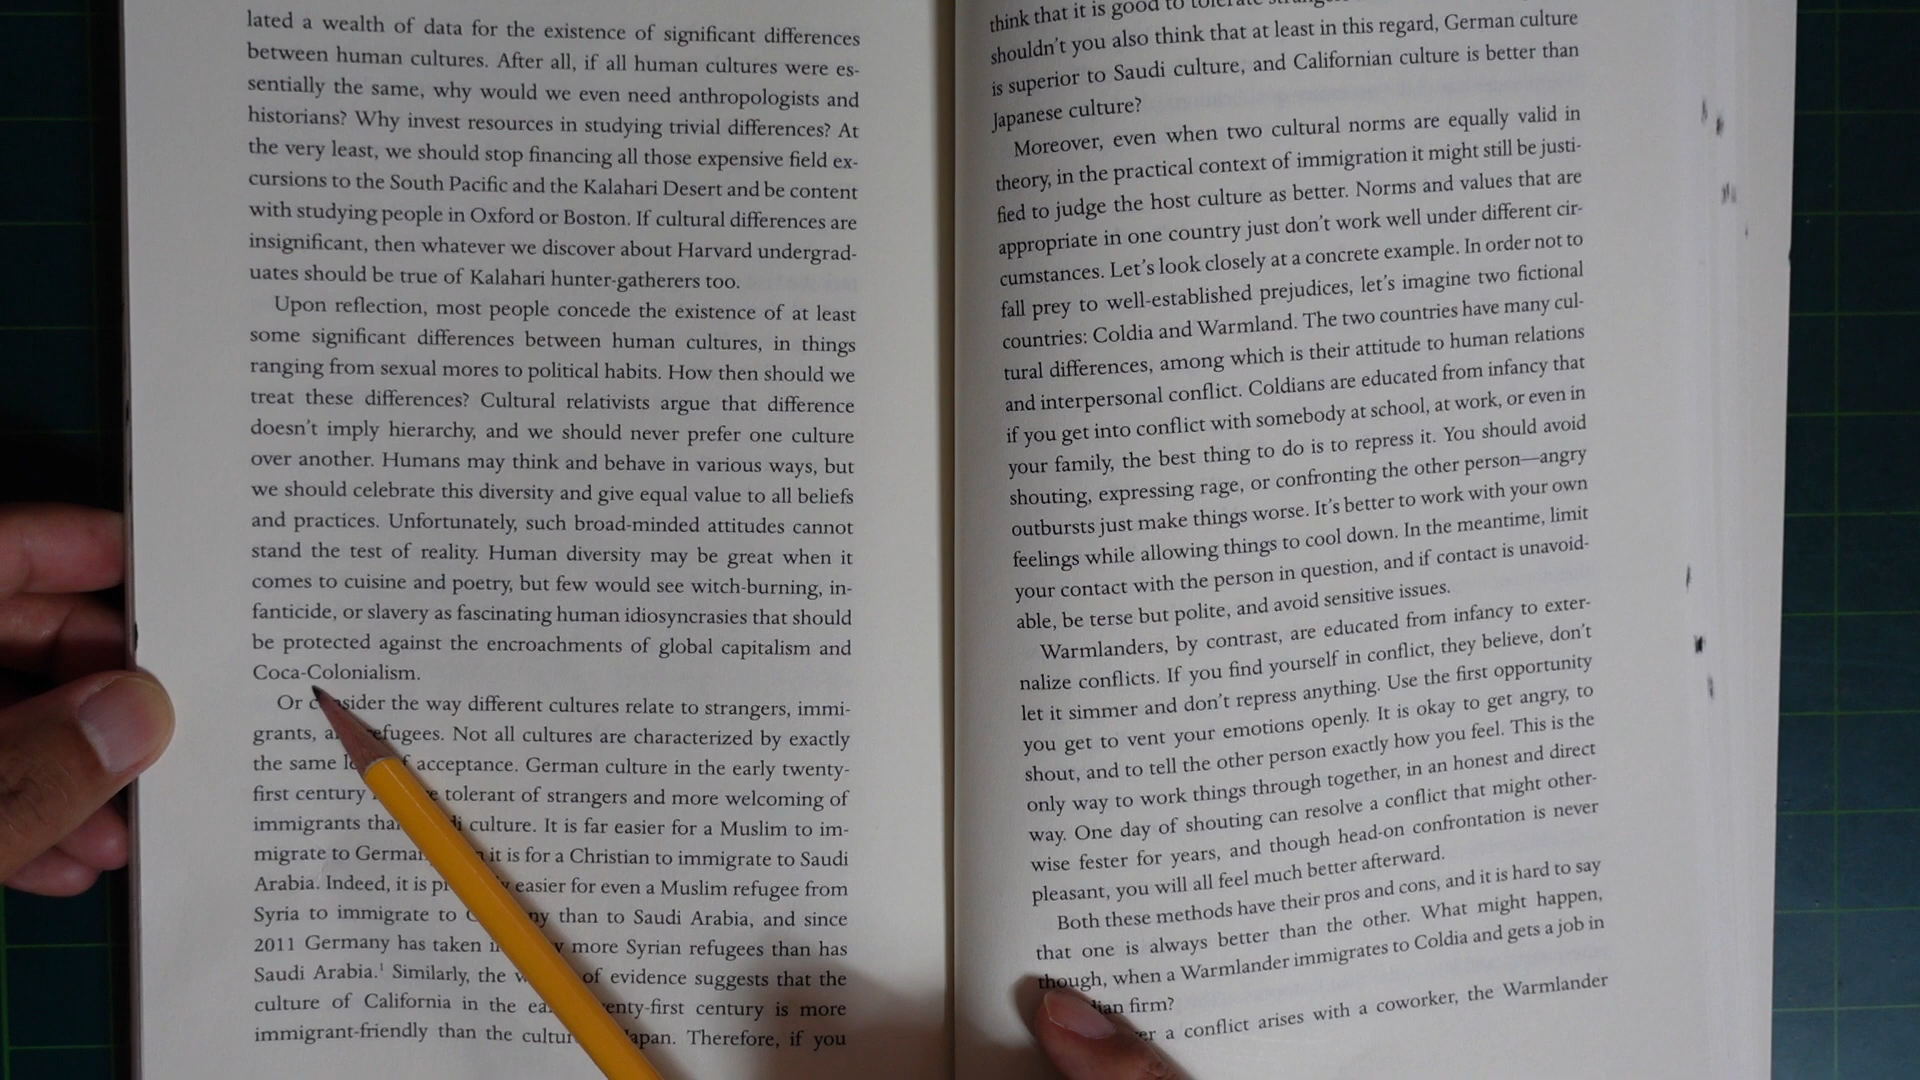 lated a wealth of data for the existence of significant differences
between human cultures. After all, if all human cultures were es-
sentially the same, why would we even need anthropologists and
historians? Why invest resources in studying trivial differences? At
the very least, we should stop financing all those expensive field ex-
cursions to the South Pacific and the Kalahari Desert and be content
with studying people in Oxford or Boston. If cultural differences are
insignificant, then whatever we discover about Harvard undergrad-
uates should be true of Kalahari hunter-gatherers too.
Upon reflection, most people concede the existence of at least
some significant differences between human cultures, in things
ranging from sexual mores to political habits. How then should we
treat these differences? Cultural relativists argue that difference
doesn't imply hierarchy, and we should never prefer one culture
over another. Humans may think and behave in various ways, but
we should celebrate this diversity and give equal value to all beliefs
and practices. Unfortunately, such broad-minded attitudes cannot
stand the test of reality. Human diversity may be great when it
comes to cuisine and poetry, but few would see witch-burning, in-
fanticide, or slavery as fascinating human idiosyncrasies that should
be protected against the encroachments of global capitalism and
Coca-Colonialism.
Or consider the way different cultures relate to strangers, immi-
grants, refugees. Not all cultures are characterized by exactly
the same acceptance. German culture in the early twenty-
first century tolerant of strangers and more welcoming of
immigrants culture. It is far easier for a Muslim to im-
migrate to it is for a Christian to immigrate to Saudi
Arabia. Indeed, it is easier for even a Muslim refugee from
Syria to immigrate to than to Saudi Arabia, and since
2011 Germany has taken more Syrian refugees than has
Saudi Arabia.¹ Similarly, the of evidence suggests that the
culture of California in the century is more
immigrant-friendly than the Japan. Therefore, if you
think that it is good to tolerate
shouldn't you also think that at least in this regard, German culture
is superior to Saudi culture, and Californian culture is better than
Japanese culture?
Moreover, even when two cultural norms are equally valid in
theory, in the practical context of immigration it might still be justi-
fied to judge the host culture as better. Norms and values that are
appropriate in one country just don't work well under different cir-
cumstances. Let's look closely at a concrete example. In order not to
fall prey to well-established prejudices, let's imagine two fictional
countries: Coldia and Warmland. The two countries have many cul-
tural differences, among which is their attitude to human relations
and interpersonal conflict. Coldians are educated from infancy that
if you get into conflict with somebody at school, at work, or even in
your family, the best thing to do is to repress it. You should avoid
shouting, expressing rage, or confronting the other person—angry
outbursts just make things worse. It's better to work with your own
feelings while allowing things to cool down. In the meantime, limit
your contact with the person in question, and if contact is unavoid-
able, be terse but polite, and avoid sensitive issues.
Warmlanders, by contrast, are educated from infancy to exter-
nalize conflicts. If you find yourself in conflict, they believe, don't
let it simmer and don't repress anything. Use the first opportunity
you get to vent your emotions openly. It is okay to get angry, to
shout, and to tell the other person exactly how you feel. This is the
only way to work things through together, in an honest and direct
way. One day of shouting can resolve a conflict that might other-
wise fester for years, and though head-on confrontation is never
pleasant, you will all feel much better afterward.
Both these methods have their pros and cons, and it is hard to say
that one is always better than the other. What might happen,
though, when a Warmlander immigrates to Coldia and gets a job in
firm?
a conflict arises with a coworker, the Warmlander